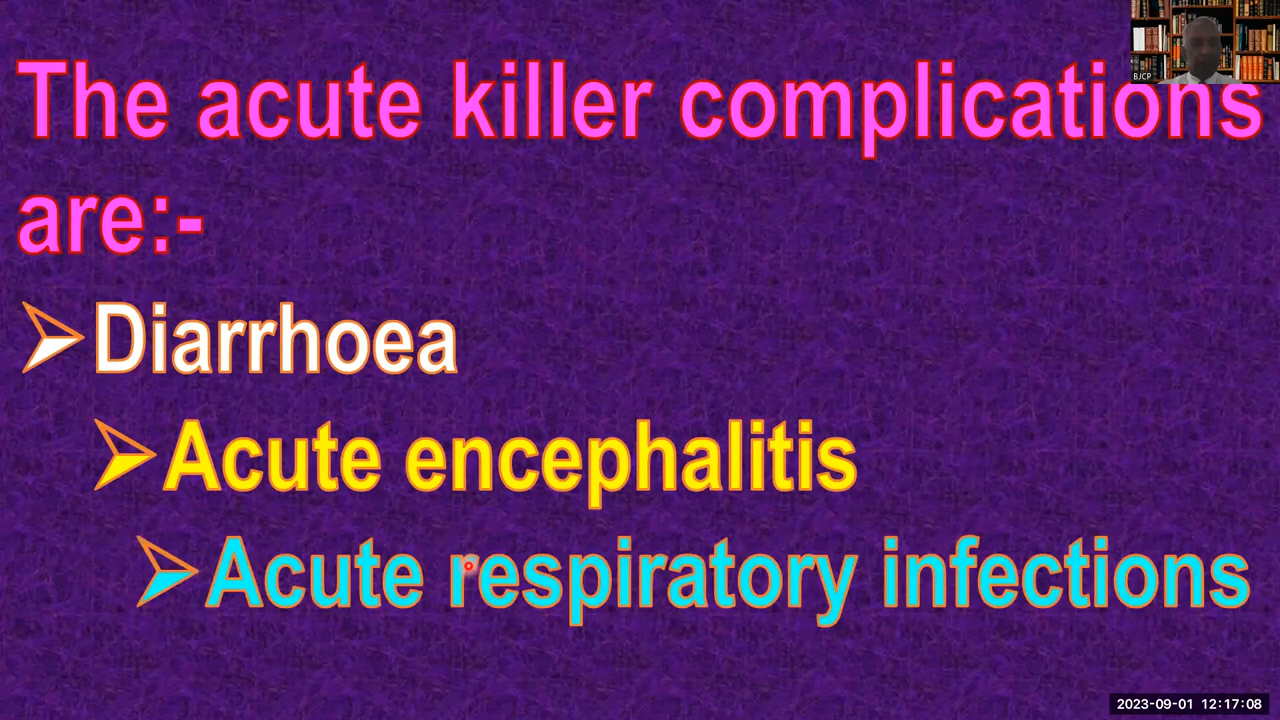 BJCP
The acute killer complications
are:-
➢Diarrhoea
➢Acute encephalitis
➢Acute respiratory infections
2023-09-01 12:17:08